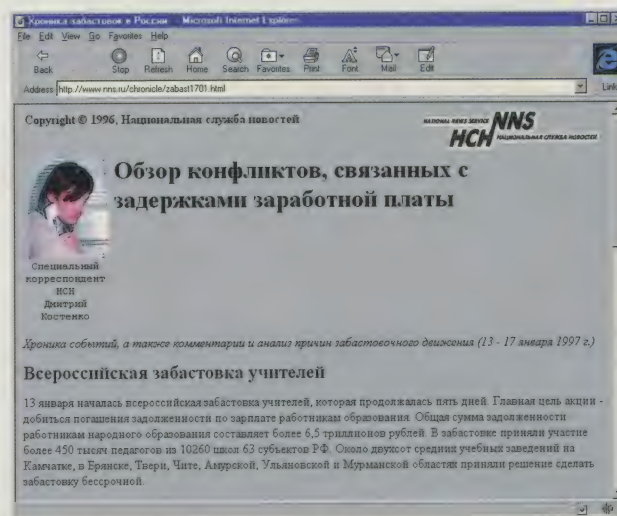 Хроника забастовок в России - Microsoft Internet Explorer
File Edit View Go Favorites Help
Back Stop Refresh Home Search Favorites Print Font Mail Edit
Address http://www.nns.ru/chronicle/zabast1701.html Link
Copyright © 1996, Национальная служба новостей
NATIONAL NEWS SERVICE NNS
НСН НАЦИОНАЛЬНАЯ СЛУЖБА НОВОСТЕЙ
Обзор конфликтов, связанных с
задержками заработной платы
Специальный
корреспондент
НСН
Дмитрий
Костенко
Хроника событий, а также комментарии и анализ причин забастовочного движения (13 - 17 января 1997 г.)
Всероссийская забастовка учителей
13 января началась всероссийская забастовка учителей, которая продолжалась пять дней. Главная цель акции -
добиться погашения задолженности по зарплате работникам образования. Общая сумма задолженности
работникам народного образования составляет более 6,5 триллионов рублей. В забастовке приняли участие
более 450 тысяч педагогов из 10260 школ 63 субъектов РФ. Около двухсот средних учебных заведений на
Камчатке, в Брянске, Твери, Чите, Амурской, Ульяновской и Мурманской областях приняли решение сделать
забастовку бессрочной.